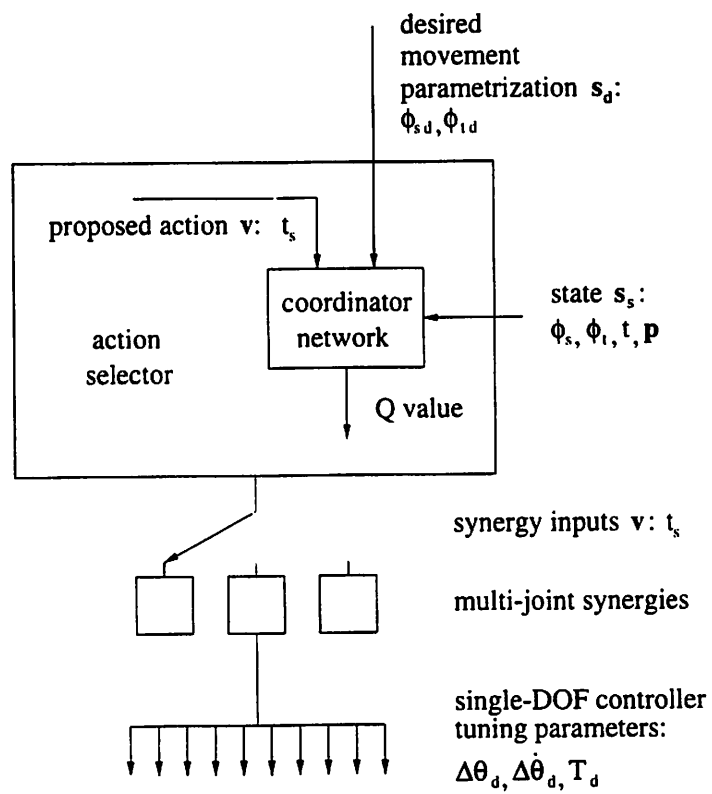 desired
movement
parametrization s_d:
ϕ_sd, ϕ_td
proposed action v: t_s
coordinator
network
state s_s:
ϕ_s, ϕ_t, t, p
action
selector
Q value
synergy inputs v: t_s
multi-joint synergies
single-DOF controller
tuning parameters:
Δθ_d, Δθ̇_d, T_d